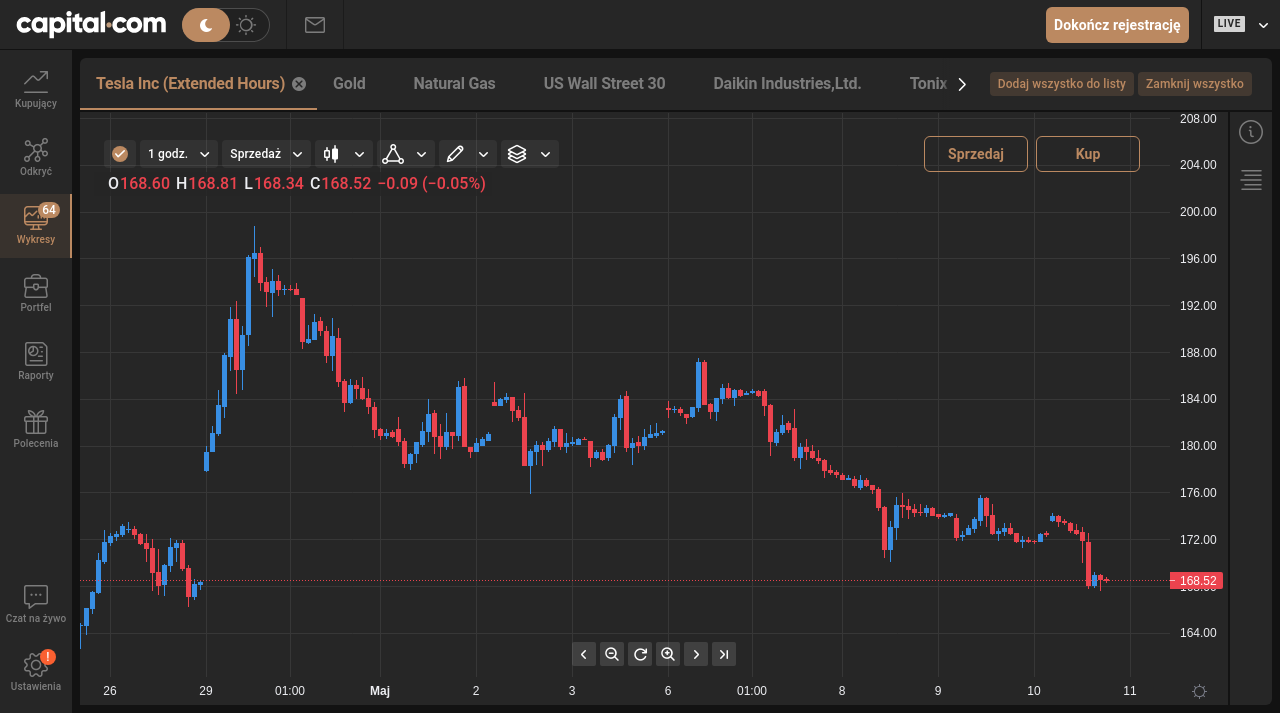 capital.com
Dokończ rejestrację
LIVE
Kupujący
Odkryć
64
Wykresy
Portfel
Raporty
Polecenia
Czat na żywo
!
Ustawienia
Tesla Inc (Extended Hours) Gold Natural Gas US Wall Street 30 Daikin Industries,Ltd. Tonix
Dodaj wszystko do listy Zamknij wszystko
1 godz. Sprzedaż
Sprzedaj Kup
O168.60 H168.81 L168.34 C168.52 −0.09 (−0.05%)
208.00
204.00
200.00
196.00
192.00
188.00
184.00
180.00
176.00
172.00
168.52
164.00
26 29 01:00 Maj 2 3 6 01:00 8 9 10 11